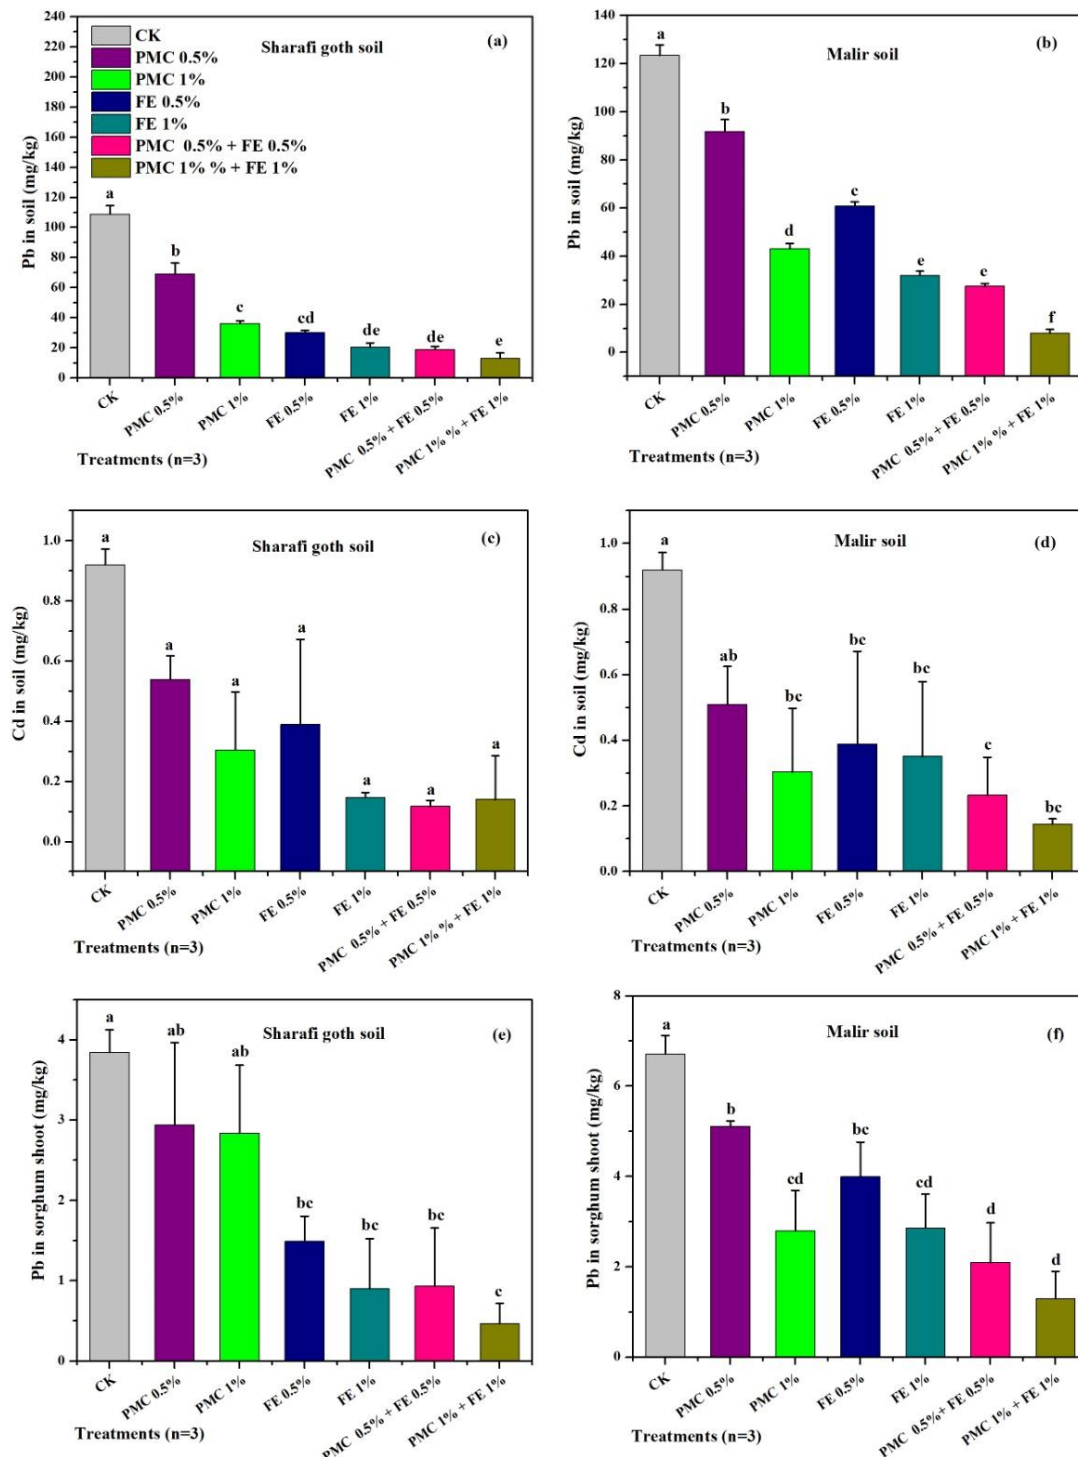 240
220
200
180
160
140
120
100
80
60
40
20
0
Pb in soil (mg/kg)
CK
PMC 0.5%
PMC 1%
FE 0.5%
FE 1%
PMC 0.5% + FE 0.5%
PMC 1% % + FE 1%
Sharafi goth soil
(a)
a
b
c
cd
de
de
e
CK
PMC 0.5%
PMC 1%
FE 0.5%
FE 1%
PMC 0.5% + FE 0.5%
PMC 1% % + FE 1%
Treatments (n=3)
140
120
100
80
60
40
20
0
Pb in soil (mg/kg)
Malir soil
(b)
a
b
d
c
e
e
f
CK
PMC 0.5%
PMC 1%
FE 0.5%
FE 1%
PMC 0.5% + FE 0.5%
PMC 1% % + FE 1%
Treatments (n=3)
1.0
0.8
0.6
0.4
0.2
0.0
Cd in soil (mg/kg)
Sharafi goth soil
(c)
a
a
a
a
a
a
a
CK
PMC 0.5%
PMC 1%
FE 0.5%
FE 1%
PMC 0.5% + FE 0.5%
PMC 1% % + FE 1%
Treatments (n=3)
1.0
0.8
0.6
0.4
0.2
0.0
Cd in soil (mg/kg)
Malir soil
(d)
a
ab
bc
bc
bc
c
bc
CK
PMC 0.5%
PMC 1%
FE 0.5%
FE 1%
PMC 0.5% + FE 0.5%
PMC 1% + FE 1%
Treatments (n=3)
4
3
2
1
0
Pb in sorghum shoot (mg/kg)
Sharafi goth soil
(e)
a
ab
ab
bc
bc
bc
c
CK
PMC 0.5%
PMC 1%
FE 0.5%
FE 1%
PMC 0.5% + FE 0.5%
PMC 1% + FE 1%
Treatments (n=3)
8
6
4
2
0
Pb in sorghum shoot (mg/kg)
Malir soil
(f)
a
b
cd
bc
cd
d
d
CK
PMC 0.5%
PMC 1%
FE 0.5%
FE 1%
PMC 0.5%+ FE 0.5%
PMC 1% + FE 1%
Treatments (n=3)